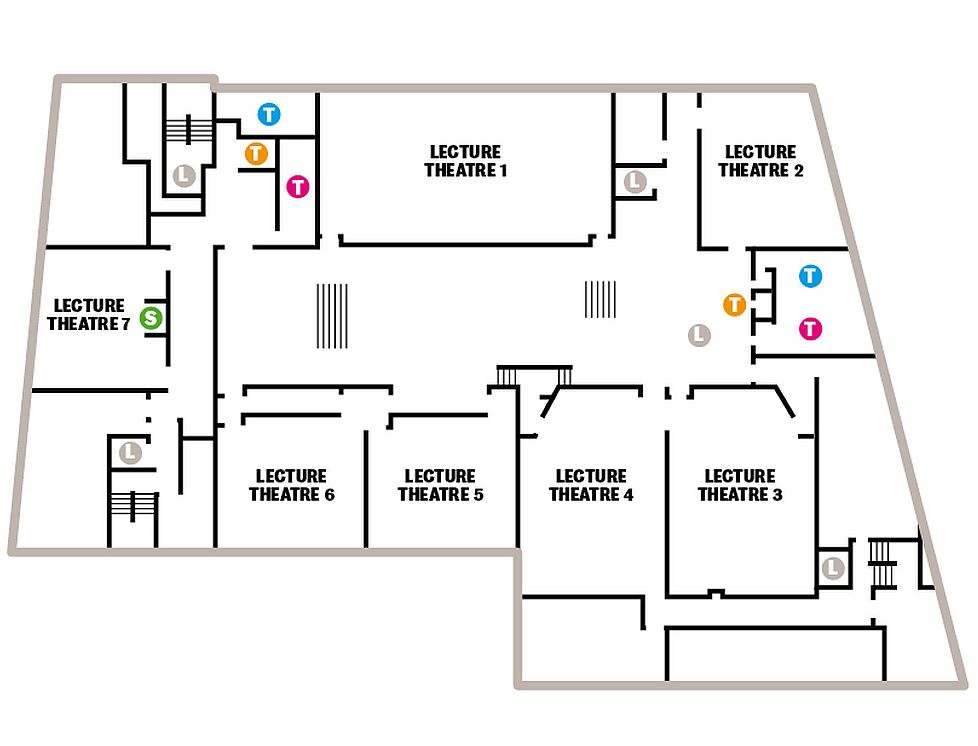 T
T
T
L
LECTURE
THEATRE 1
L
LECTURE
THEATRE 2
LECTURE
THEATRE 7
S
T
T
T
L
L
LECTURE
THEATRE 6
LECTURE
THEATRE 5
LECTURE
THEATRE 4
LECTURE
THEATRE 3
L